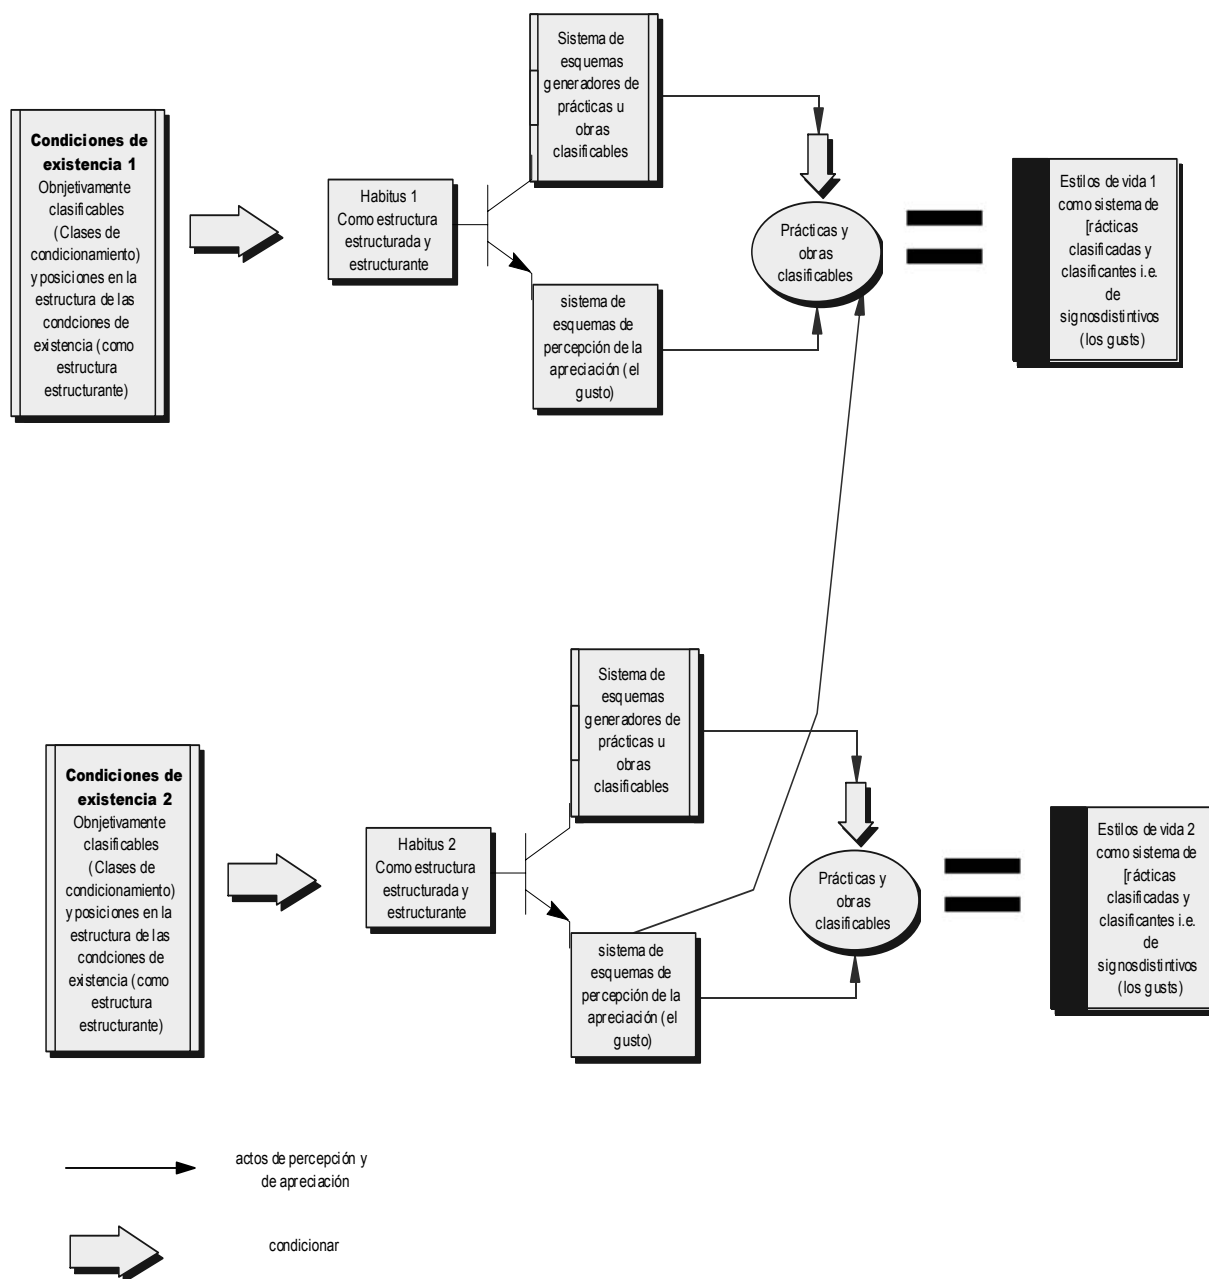 Condiciones de
existencia 1
Obnjetivamente
clasificables
(Clases de
condicionamiento)
y posiciones en la
estructura de las
condciones de
existencia (como
estructura
estructurante)
Habitus 1
Como estructura
estructurada y
estructurante
Sistema de
esquemas
generadores de
prácticas u
obras
clasificables
sistema de
esquemas de
percepción de la
apreciación (el
gusto)
Prácticas y
obras
clasificables
Estilos de vida 1
como sistema de
[rácticas
clasificadas y
clasificantes i.e.
de
signosdistintivos
(los gusts)
Condiciones de
existencia 2
Obnjetivamente
clasificables
(Clases de
condicionamiento)
y posiciones en la
estructura de las
condciones de
existencia (como
estructura
estructurante)
Habitus 2
Como estructura
estructurada y
estructurante
Sistema de
esquemas
generadores de
prácticas u
obras
clasificables
sistema de
esquemas de
percepción de la
apreciación (el
gusto)
Prácticas y
obras
clasificables
Estilos de vida 2
como sistema de
[rácticas
clasificadas y
clasificantes i.e.
de
signosdistintivos
(los gusts)
actos de percepción y
de apreciación
condicionar